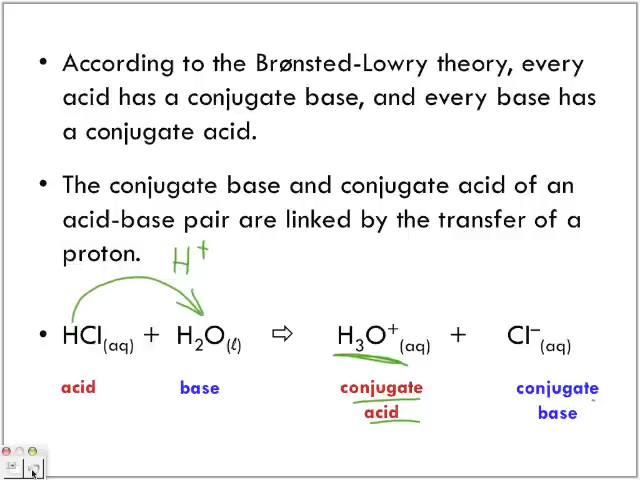 • According to the Brønsted-Lowry theory, every
acid has a conjugate base, and every base has
a conjugate acid.
• The conjugate base and conjugate acid of an
acid-base pair are linked by the transfer of a
proton. H⁺
• HCl(aq) + H₂O(ℓ) ⇨ H₃O⁺(aq) + Cl⁻(aq)
acid base conjugate acid conjugate base